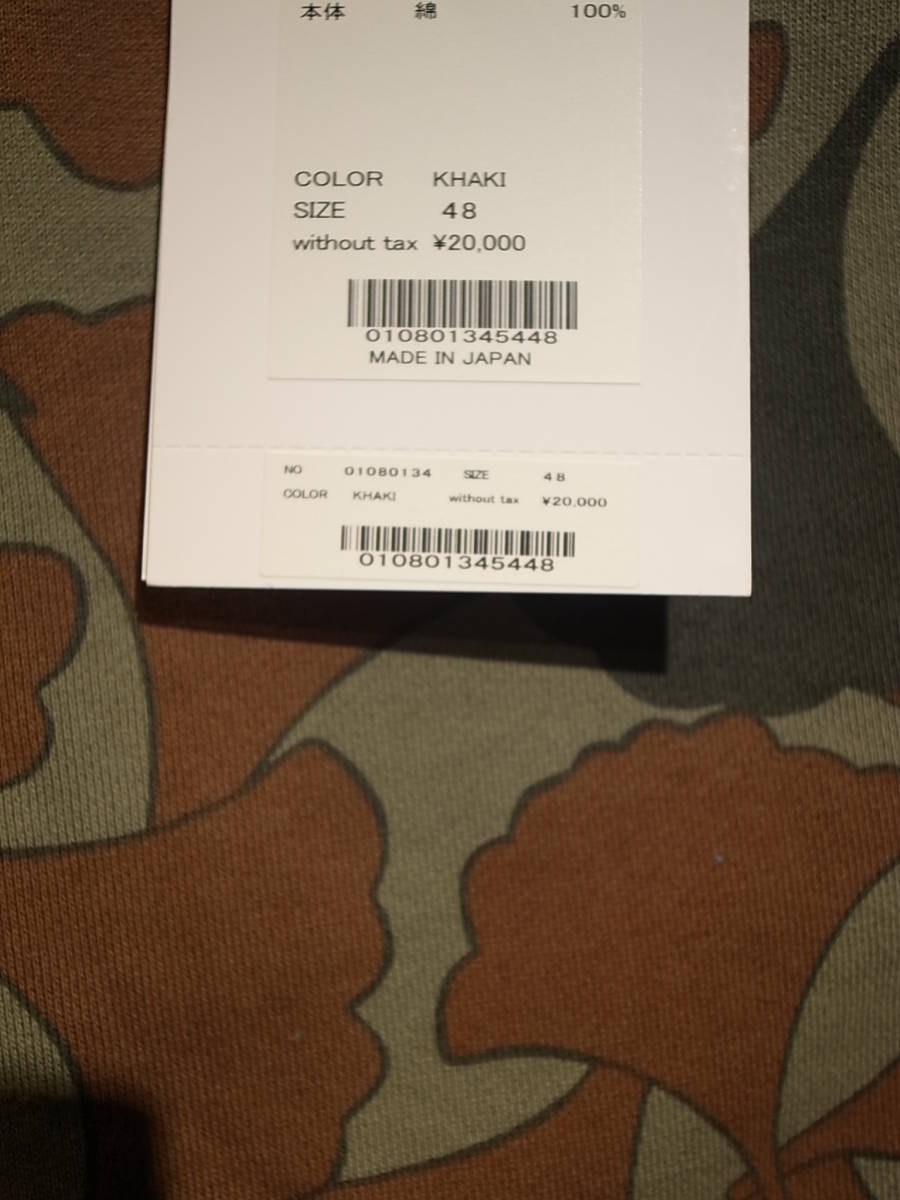 本体 綿 100%
COLOR KHAKI
SIZE 48
without tax ¥20,000
010801345448
MADE IN JAPAN
NO 01080134 SIZE 48
COLOR KHAKI without tax ¥20,000
010801345448